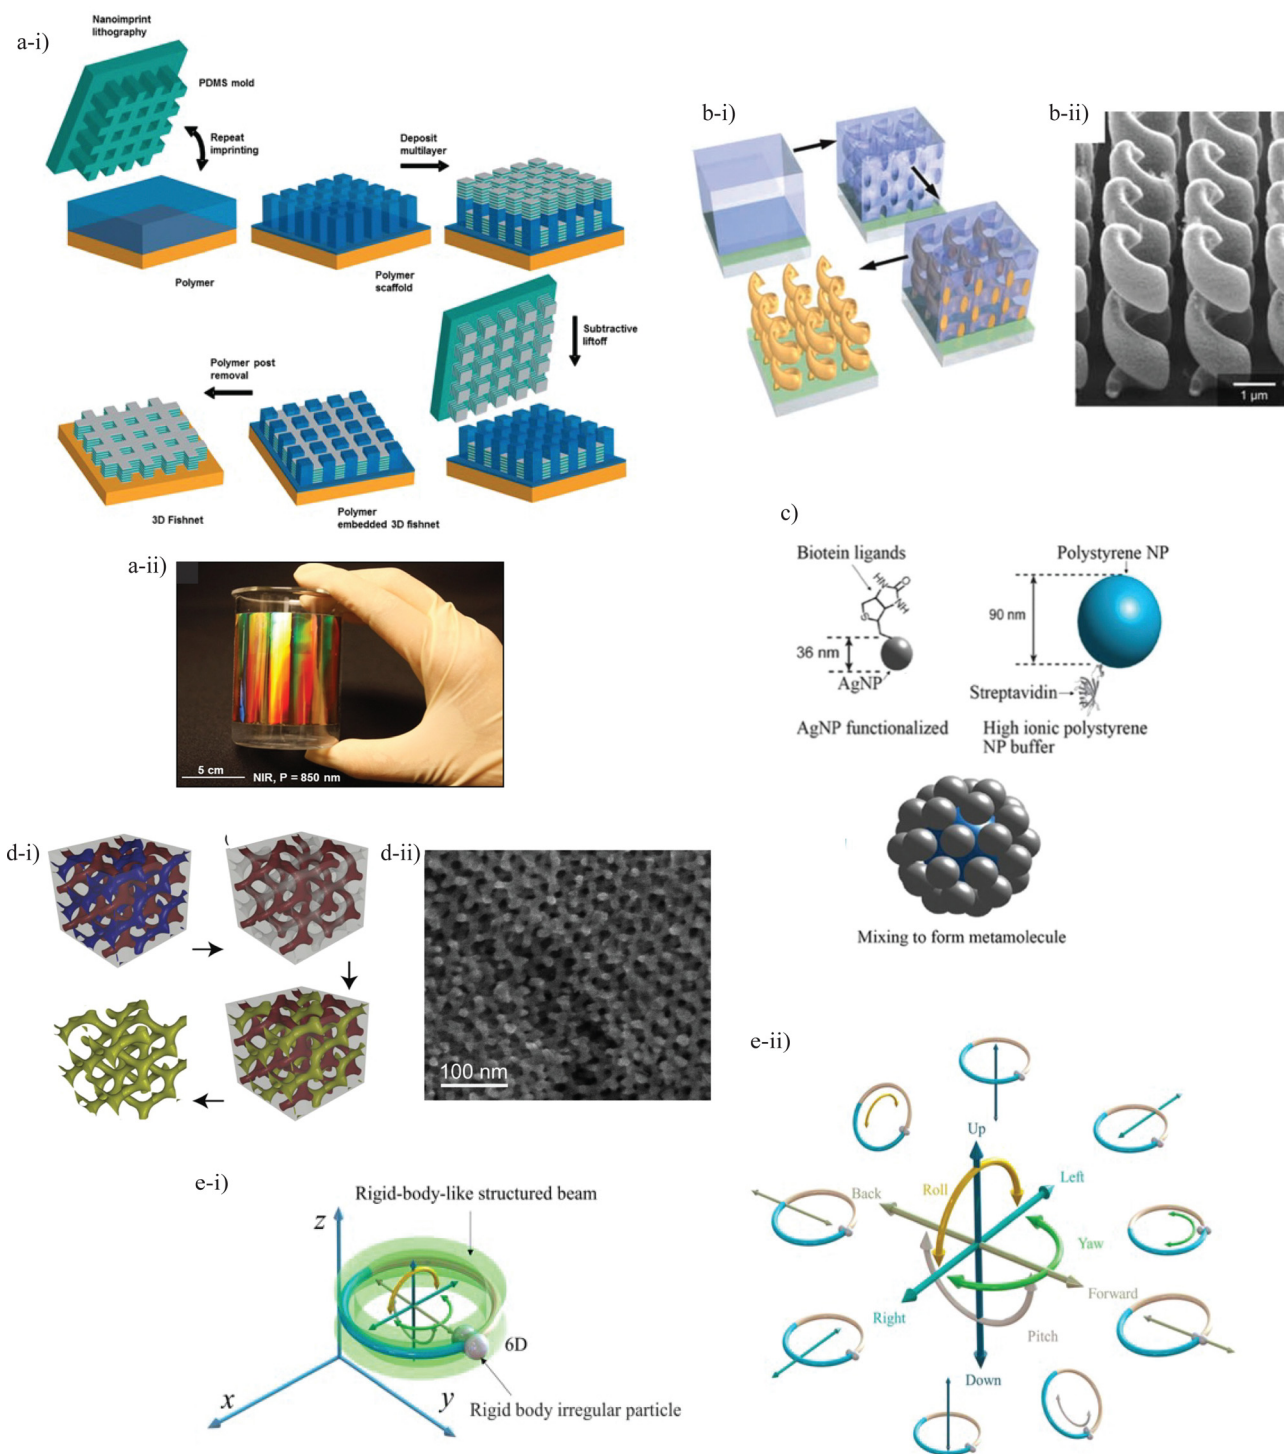 a-i)
Nanoimprint
lithography
PDMS mold
Repeat
imprinting
Deposit
multilayer
Polymer
Polymer
scaffold
Subtractive
liftoff
Polymer post
removal
3D Fishnet
Polymer
embedded 3D fishnet
a-ii)
5 cm
NIR, P = 850 nm
b-i)
b-ii)
1 µm
c)
Biotein ligands
HN
O
NH
S
36 nm
AgNP
AgNP functionalized
Polystyrene NP
90 nm
Streptavidin
High ionic polystyrene
NP buffer
Mixing to form metamolecule
d-i)
d-ii)
100 nm
e-i)
Rigid-body-like structured beam
z
6D
x
y
Rigid body irregular particle
e-ii)
Up
Left
Back
Roll
Yaw
Forward
Right
Pitch
Down